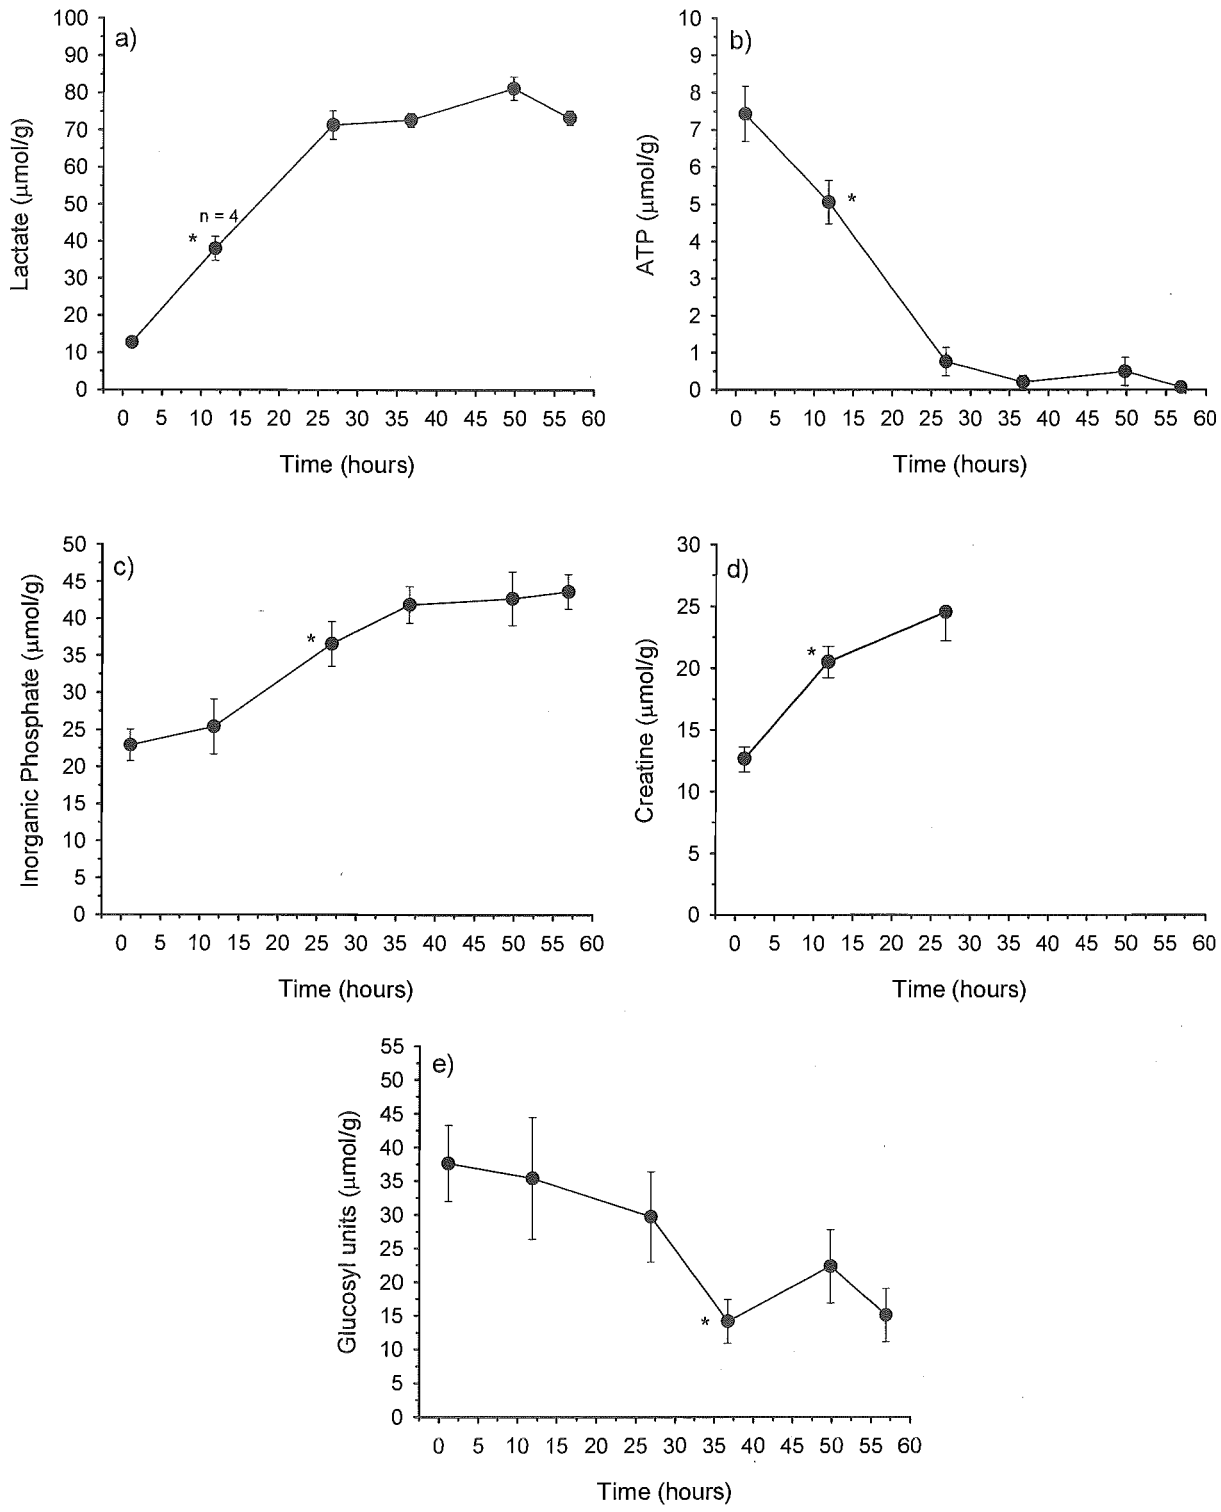 a)
Lactate (μmol/g)
100
90
80
70
60
50
40
30
20
10
0
n = 4
*
0 5 10 15 20 25 30 35 40 45 50 55 60
Time (hours)
b)
ATP (μmol/g)
10
9
8
7
6
5
4
3
2
1
0
*
0 5 10 15 20 25 30 35 40 45 50 55 60
Time (hours)
c)
Inorganic Phosphate (μmol/g)
50
45
40
35
30
25
20
15
10
5
0
*
0 5 10 15 20 25 30 35 40 45 50 55 60
Time (hours)
d)
Creatine (μmol/g)
30
25
20
15
10
5
0
*
0 5 10 15 20 25 30 35 40 45 50 55 60
Time (hours)
e)
Glucosyl units (μmol/g)
55
50
45
40
35
30
25
20
15
10
5
0
*
0 5 10 15 20 25 30 35 40 45 50 55 60
Time (hours)